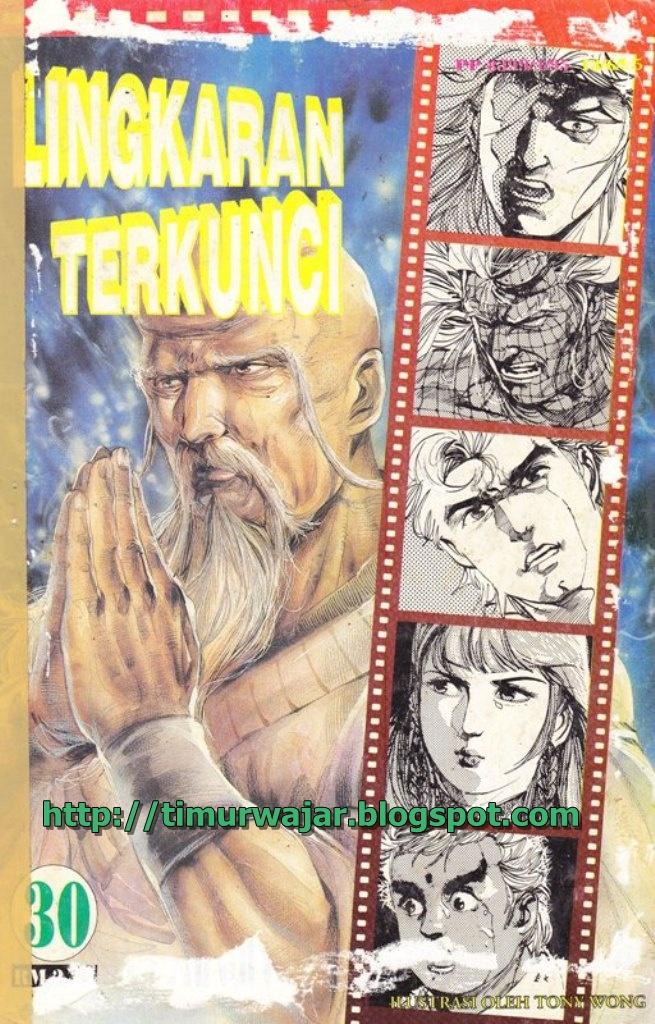 LINGKARAN
TERKUNCI
http://timurwajar.blogspot.com
30
ILUSTRASI OLEH TONY WONG